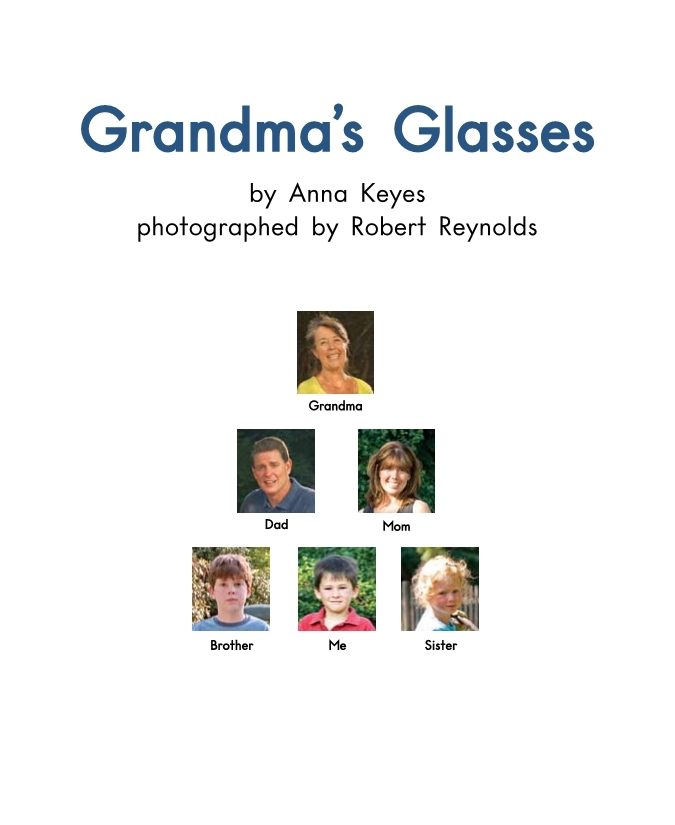 Grandma's Glasses
by Anna Keyes
photographed by Robert Reynolds
Grandma
Dad
Mom
Brother
Me
Sister